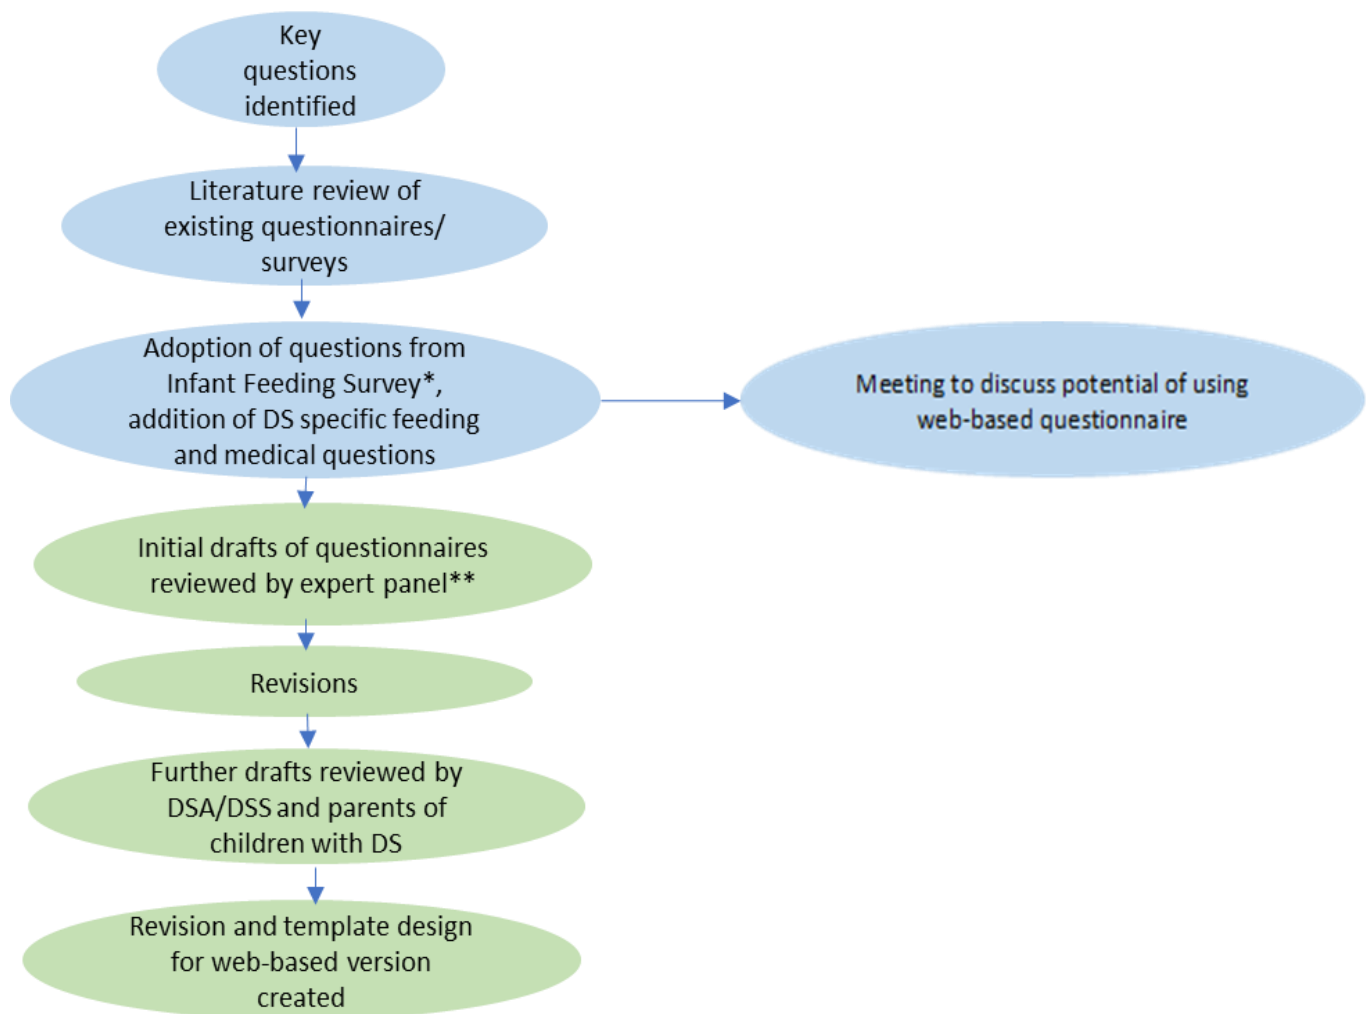 Key
questions
identified
Literature review of
existing questionnaires/
surveys
Adoption of questions from
Infant Feeding Survey*,
addition of DS specific feeding
and medical questions
Meeting to discuss potential of using
web-based questionnaire
Initial drafts of questionnaires
reviewed by expert panel**
Revisions
Further drafts reviewed by
DSA/DSS and parents of
children with DS
Revision and template design
for web-based version
created